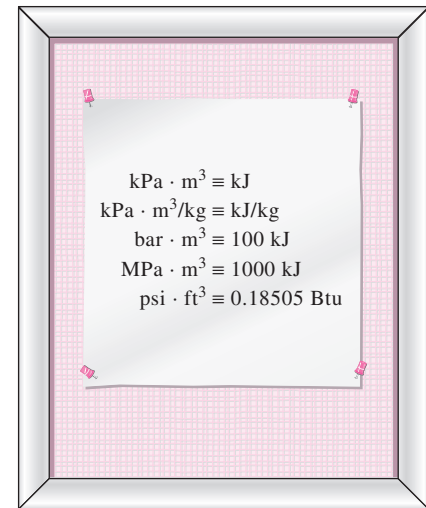 kPa · m³ ≡ kJ
kPa · m³/kg ≡ kJ/kg
bar · m³ ≡ 100 kJ
MPa · m³ ≡ 1000 kJ
psi · ft³ ≡ 0.18505 Btu